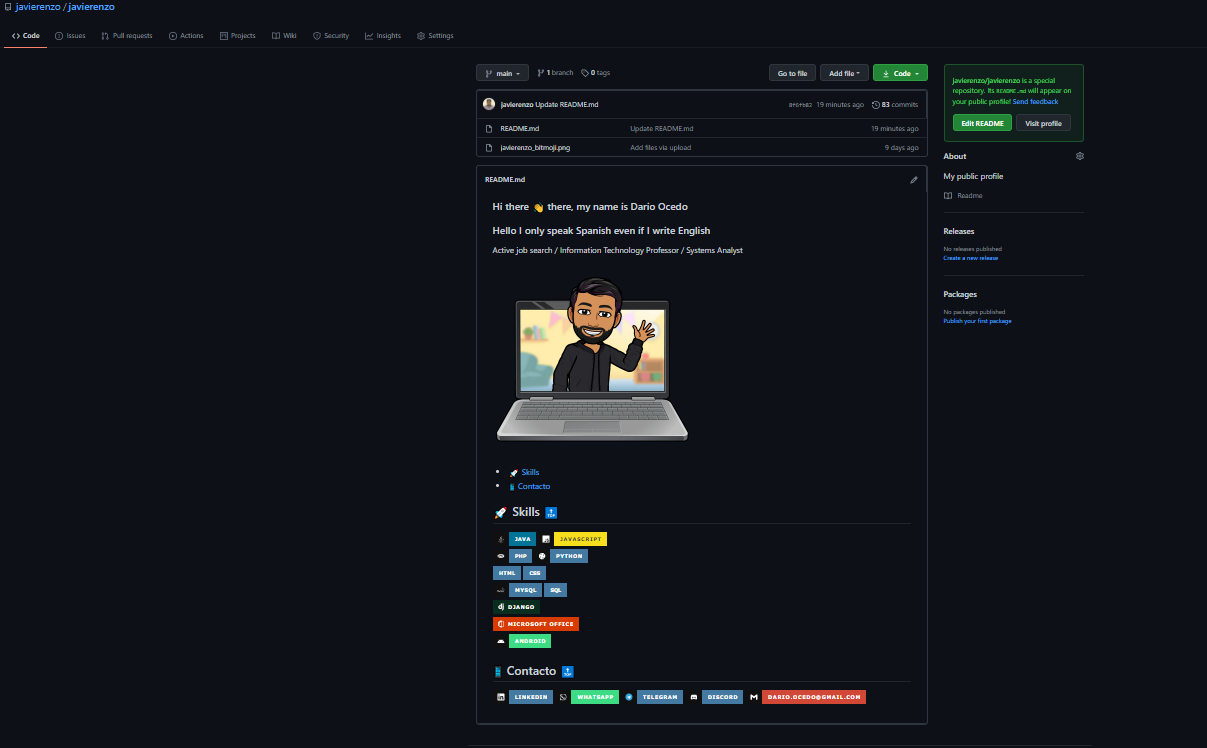 javierenzo / javierenzo
Code Issues Pull requests Actions Projects Wiki Security Insights Settings
main 1 branch 0 tags Go to file Add file Code
javierenzo Update README.md 19 minutes ago 83 commits
README.md Update README.md 19 minutes ago
javierenzo_bitmoji.png Add files via upload 9 days ago
README.md
Hi there 👋 there, my name is Dario Ocedo
Hello I only speak Spanish even if I write English
Active job search / Information Technology Professor / Systems Analyst
Skills
Contacto
Skills TOP
JAVA JAVASCRIPT
PHP PYTHON
HTML CSS
MYSQL SQL
dj DJANGO
MICROSOFT OFFICE
ANDROID
Contacto TOP
LINKEDIN WHATSAPP TELEGRAM DISCORD DARIO.OCEDO@GMAIL.COM
javierenzo/javierenzo is a special
repository. Its README.md will appear on
your public profile! Send feedback
Edit README Visit profile
About
My public profile
Readme
Releases
No releases published
Create a new release
Packages
No packages published
Publish your first package